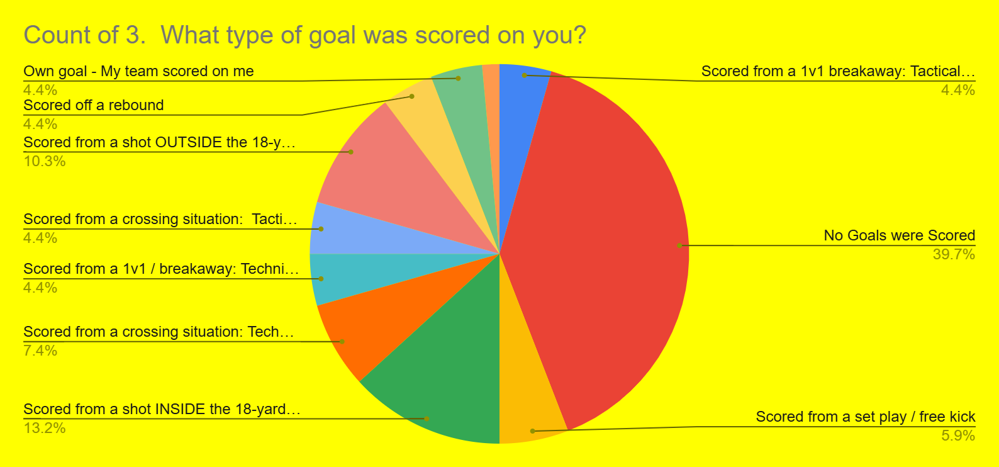 Count of 3.  What type of goal was scored on you?
Own goal - My team scored on me
4.4%
Scored off a rebound
4.4%
Scored from a shot OUTSIDE the 18-y…
10.3%
Scored from a crossing situation:  Tacti…
4.4%
Scored from a 1v1 / breakaway: Techni…
4.4%
Scored from a crossing situation: Tech…
7.4%
Scored from a shot INSIDE the 18-yard…
13.2%
Scored from a 1v1 breakaway: Tactical…
4.4%
No Goals were Scored
39.7%
Scored from a set play / free kick
5.9%